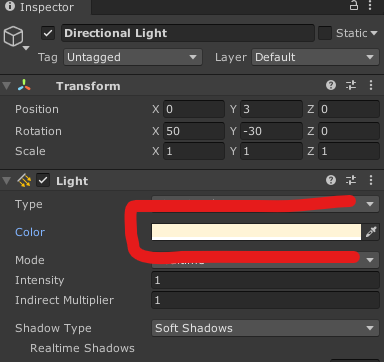 Inspector
Directional Light
Static
Tag Untagged Layer Default
Transform
Position X 0 Y 3 Z 0
Rotation X 50 Y -30 Z 0
Scale X 1 Y 1 Z 1
Light
Type
Color
Mode
Intensity 1
Indirect Multiplier 1
Shadow Type Soft Shadows
Realtime Shadows